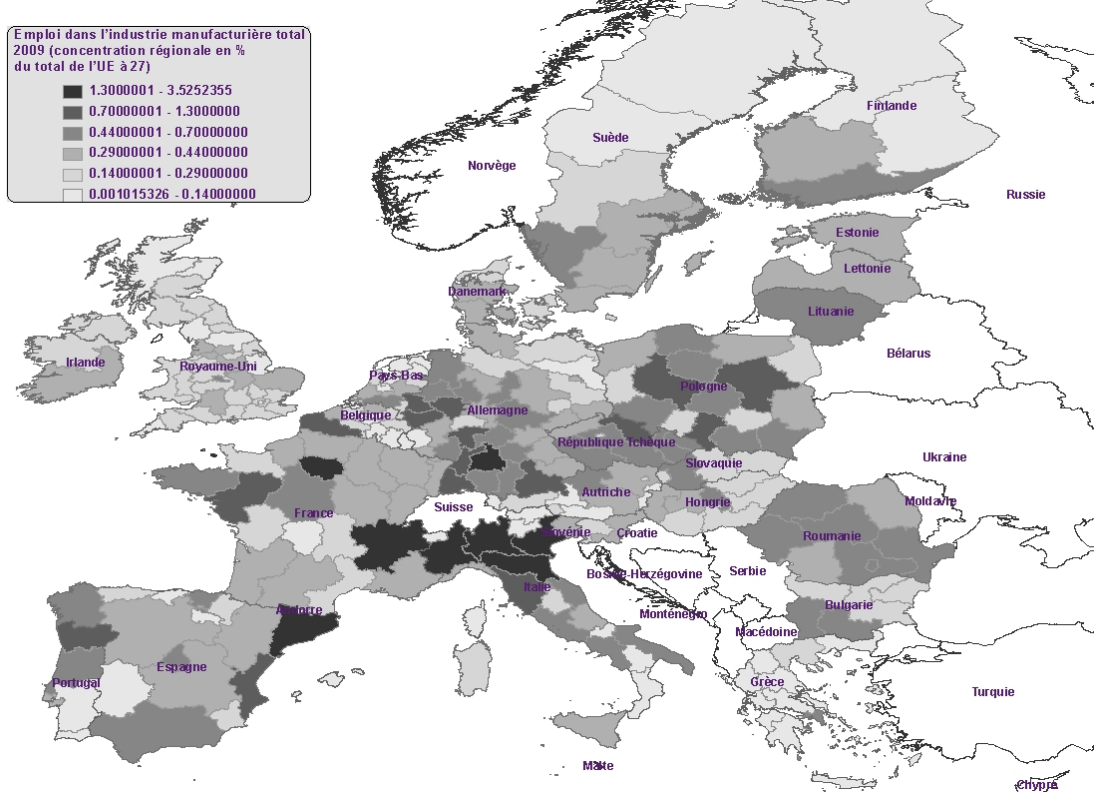 Emploi dans l'industrie manufacturière total
2009 (concentration régionale en %
du total de l'UE à 27)
1.3000001 - 3.5252355
0.70000001 - 1.3000000
0.44000001 - 0.70000000
0.29000001 - 0.44000000
0.14000001 - 0.29000000
0.001015326 - 0.14000000
Finlande
Suède
Norvège
Russie
Estonie
Lettonie
Danemark
Lituanie
Bélarus
Irlande
Royaume-Uni
Pays-Bas
Pologne
Belgique
Allemagne
République Tchèque
Ukraine
Slovaquie
Autriche
Moldavie
Hongrie
Suisse
France
Slovénie
Croatie
Roumanie
Serbie
Bosnie-Herzégovine
Italie
Andorre
Bulgarie
Monténégro
Macédoine
Espagne
Portugal
Grèce
Turquie
Malte
Chypre